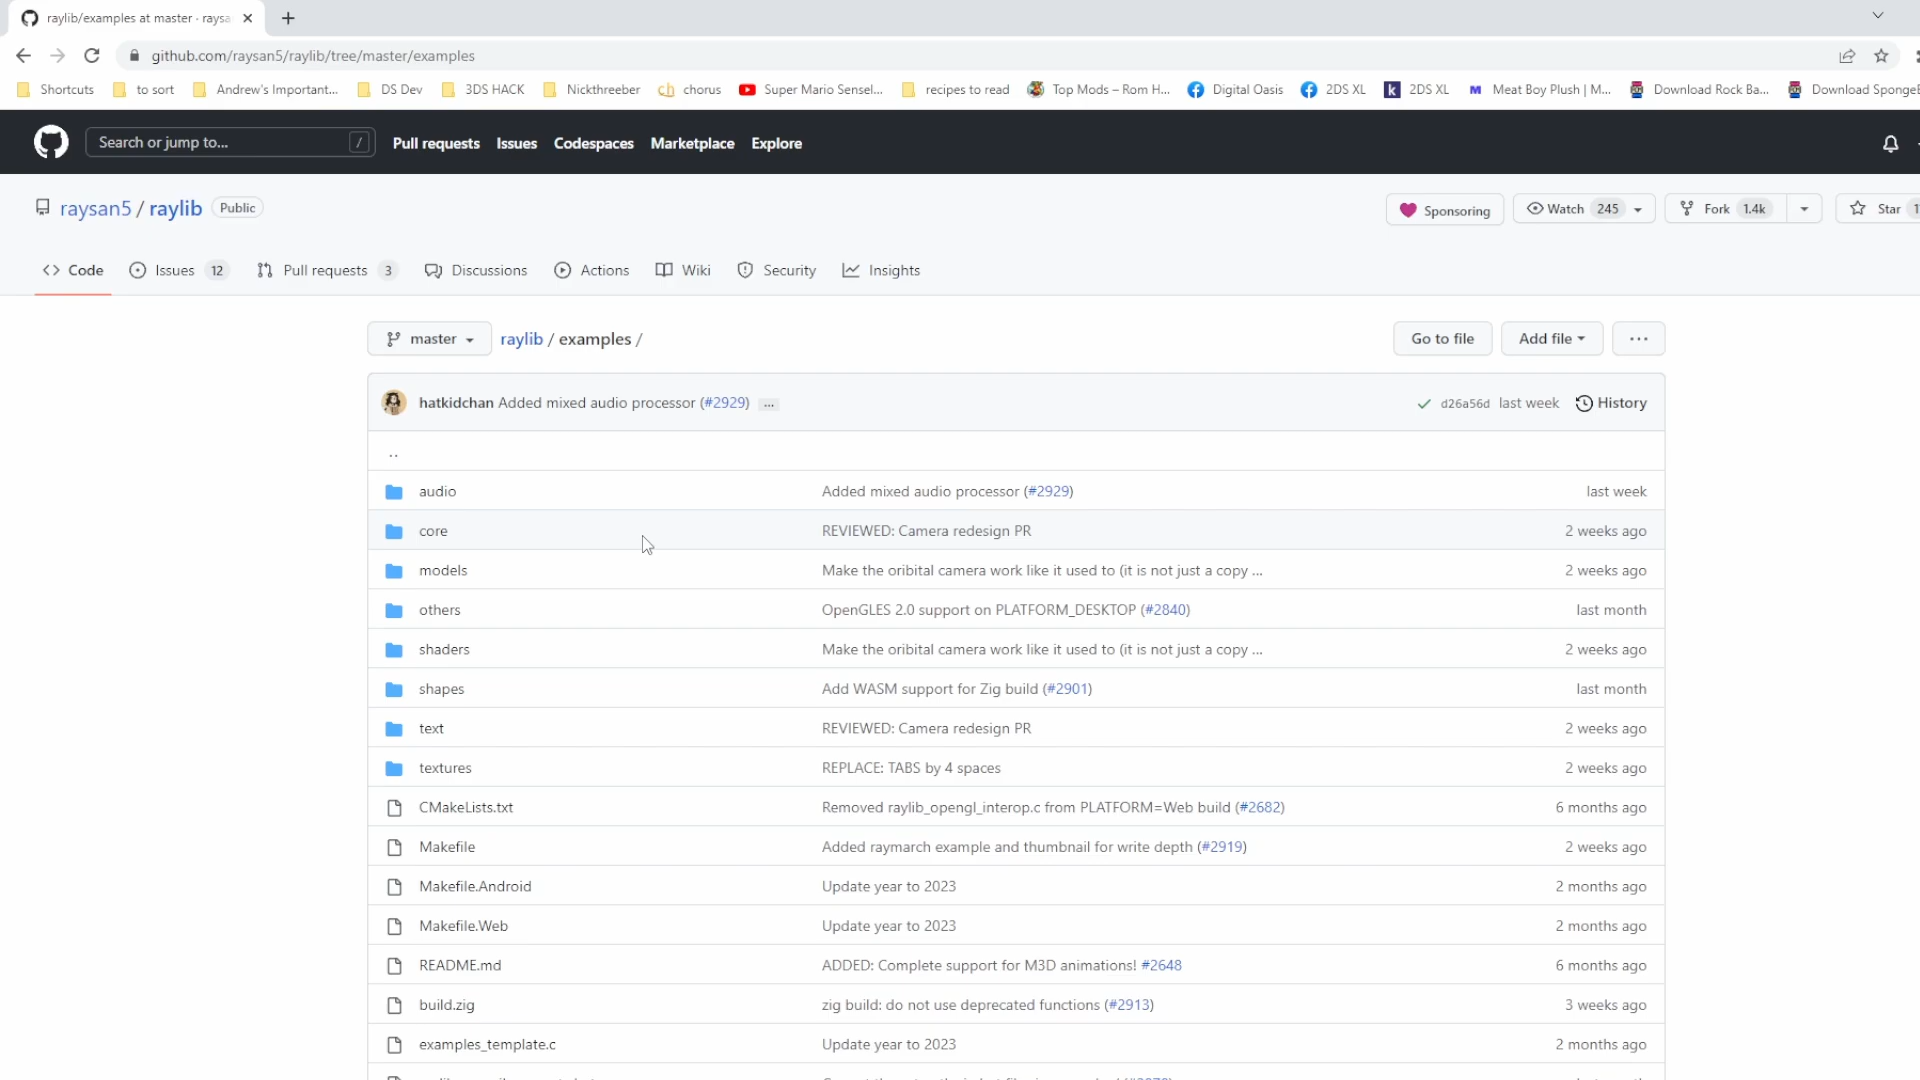 raylib/examples at master · raysa
github.com/raysan5/raylib/tree/master/examples
Shortcuts to sort Andrew's Important... DS Dev 3DS HACK Nickthreeber chorus Super Mario Sensel... recipes to read Top Mods – Rom H... Digital Oasis 2DS XL 2DS XL Meat Boy Plush | M... Download Rock Ba... Download SpongeB
Search or jump to... / Pull requests Issues Codespaces Marketplace Explore
raysan5 / raylib Public Sponsoring Watch 245 Fork 1.4k Star
Code Issues 12 Pull requests 3 Discussions Actions Wiki Security Insights
master raylib / examples / Go to file Add file ...
hatkidchan Added mixed audio processor (#2929) ... d26a56d last week History
..
audio Added mixed audio processor (#2929) last week
core REVIEWED: Camera redesign PR 2 weeks ago
models Make the oribital camera work like it used to (it is not just a copy ... 2 weeks ago
others OpenGLES 2.0 support on PLATFORM_DESKTOP (#2840) last month
shaders Make the oribital camera work like it used to (it is not just a copy ... 2 weeks ago
shapes Add WASM support for Zig build (#2901) last month
text REVIEWED: Camera redesign PR 2 weeks ago
textures REPLACE: TABS by 4 spaces 2 weeks ago
CMakeLists.txt Removed raylib_opengl_interop.c from PLATFORM=Web build (#2682) 6 months ago
Makefile Added raymarch example and thumbnail for write depth (#2919) 2 weeks ago
Makefile.Android Update year to 2023 2 months ago
Makefile.Web Update year to 2023 2 months ago
README.md ADDED: Complete support for M3D animations! #2648 6 months ago
build.zig zig build: do not use deprecated functions (#2913) 3 weeks ago
examples_template.c Update year to 2023 2 months ago